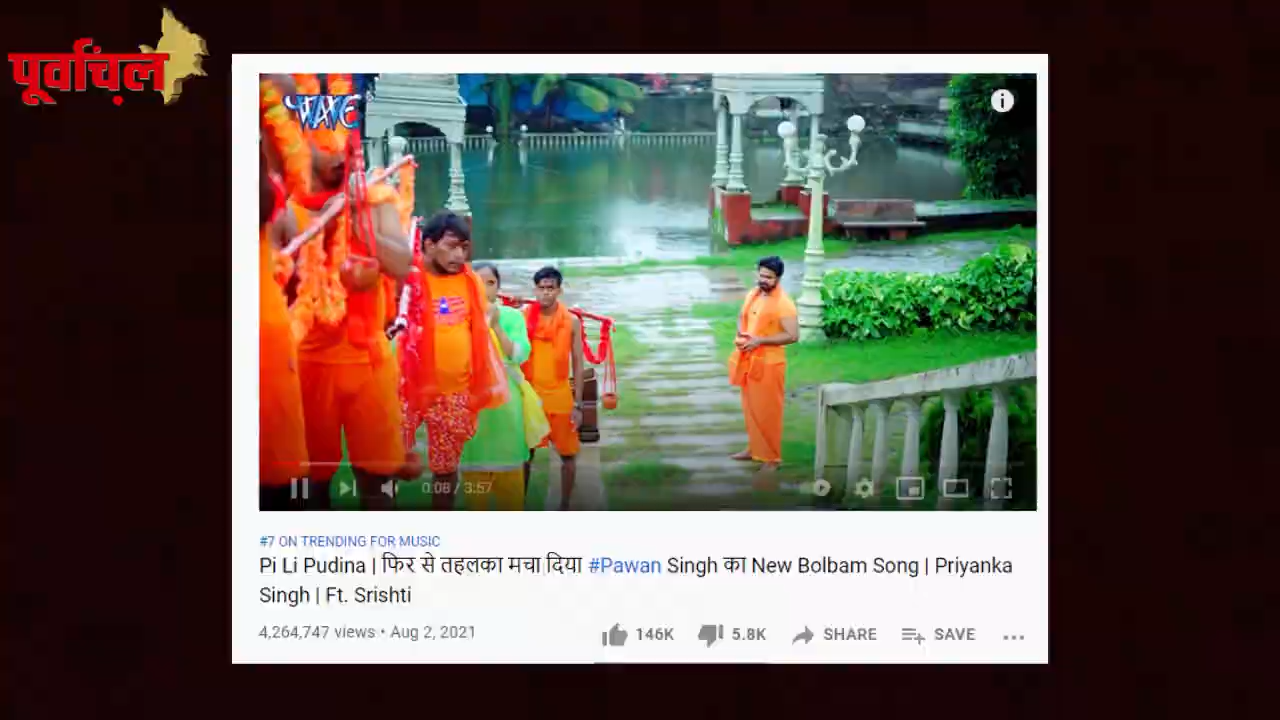 पूर्वांचल
WAVE
0:08 / 3:57
#7 ON TRENDING FOR MUSIC
Pi Li Pudina | फिर से तहलका मचा दिया #Pawan Singh का New Bolbam Song | Priyanka
Singh | Ft. Srishti
4,264,747 views • Aug 2, 2021
146K 5.8K SHARE SAVE